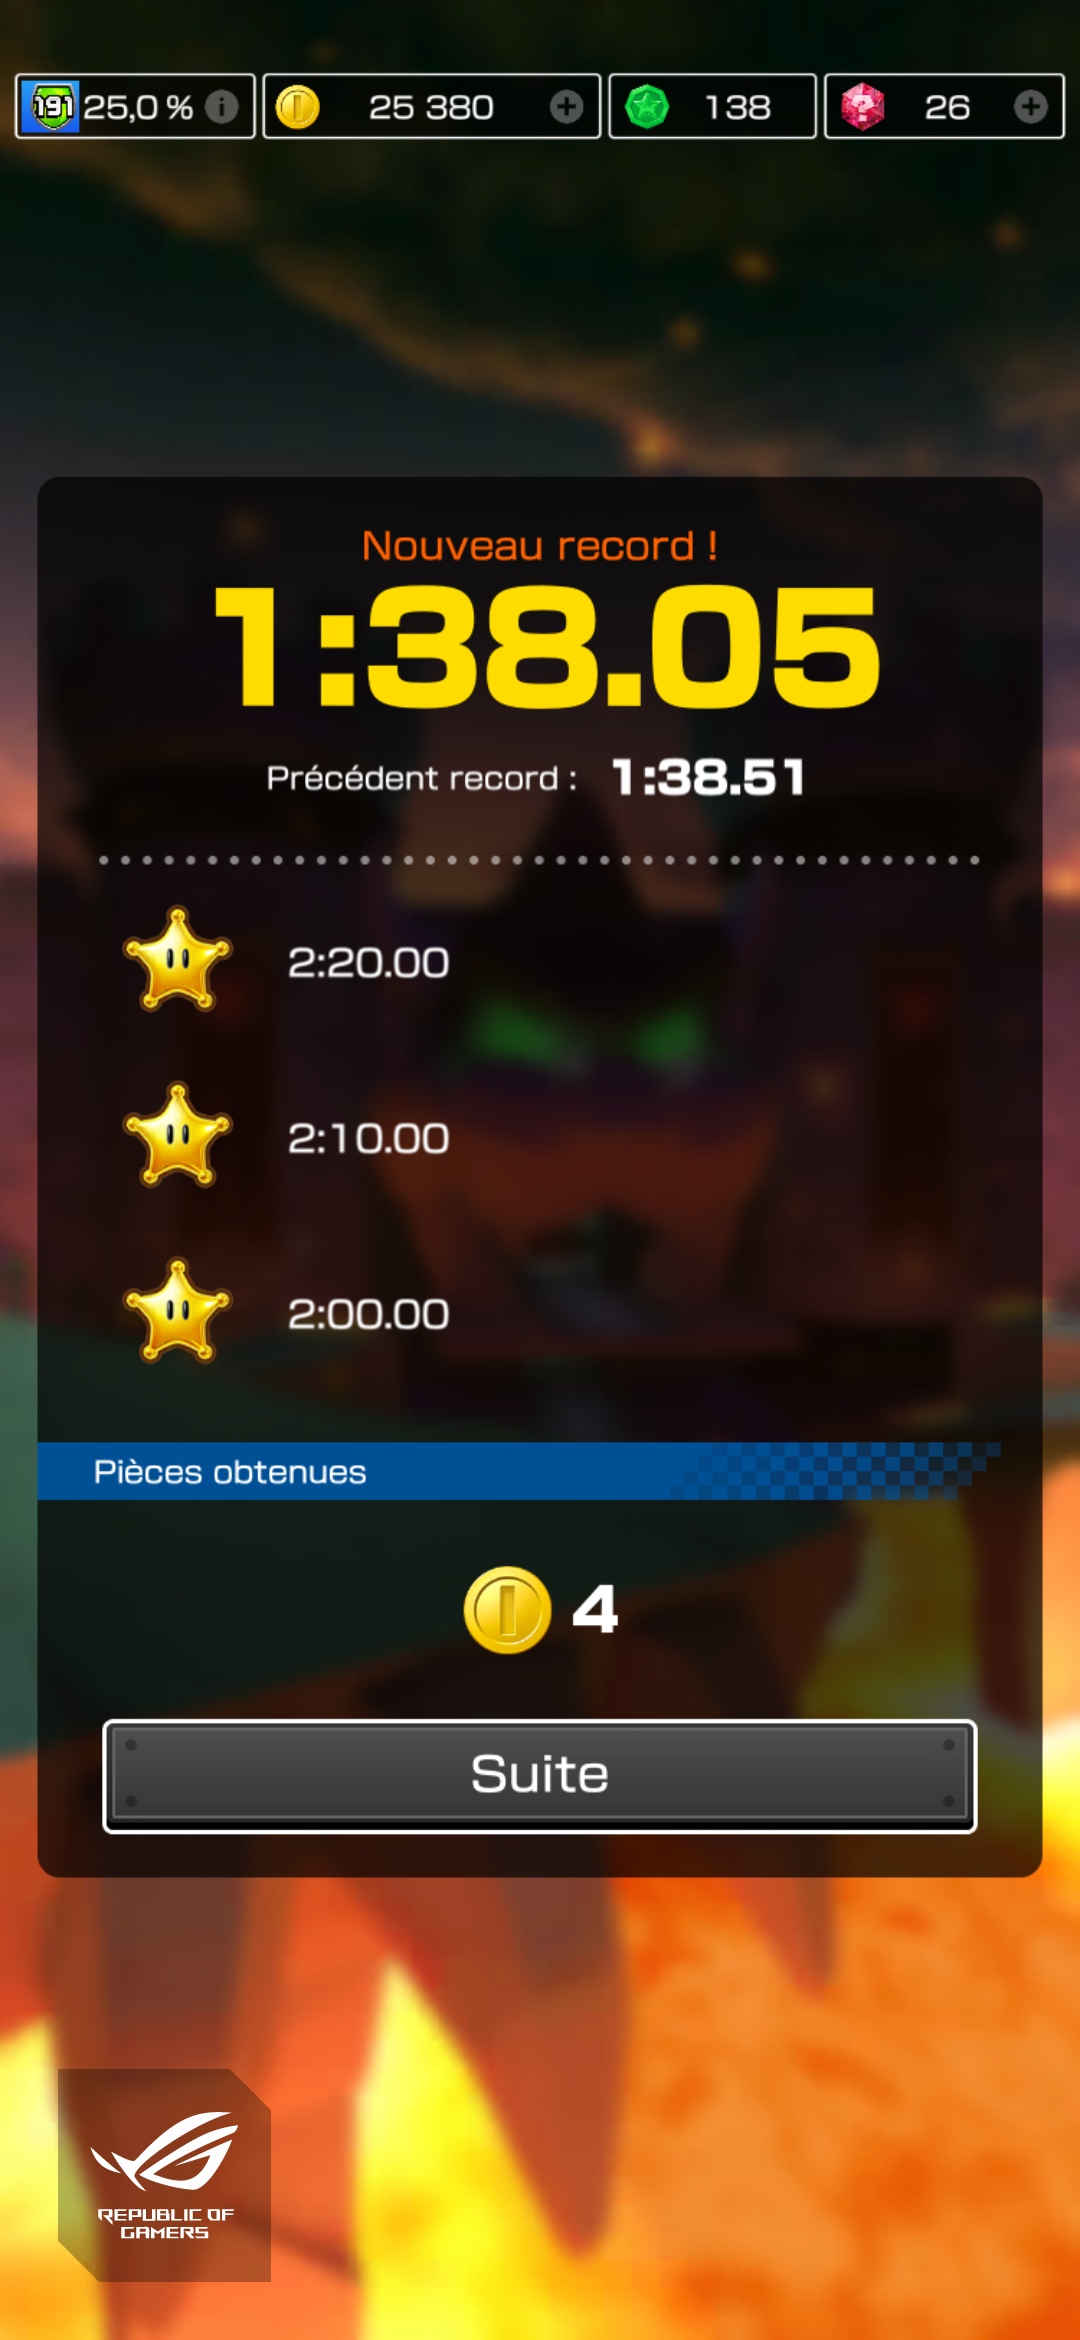 191 25,0 % 25 380 138 26
Nouveau record !
1:38.05
Précédent record : 1:38.51
2:20.00
2:10.00
2:00.00
Pièces obtenues
4
Suite
REPUBLIC OF
GAMERS